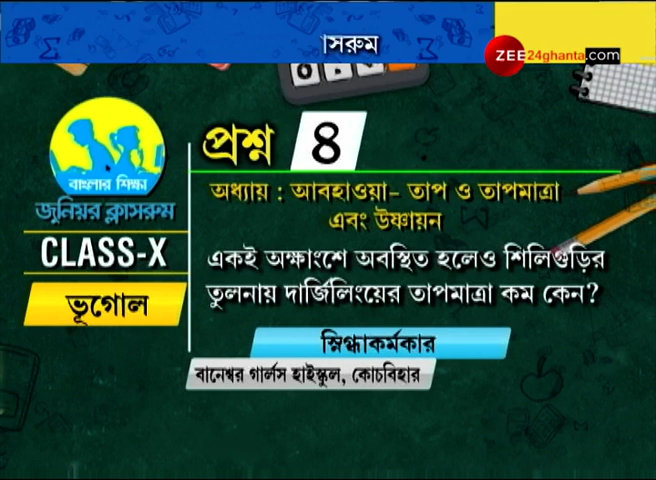 াসরুম
ZEE24ghanta.com
প্রশ্ন ৪
বাংলার শিক্ষা
জুনিয়র ক্লাসরুম
CLASS-X
ভূগোল
অধ্যায় : আবহাওয়া- তাপ ও তাপমাত্রা
এবং উষ্ণায়ন
একই অক্ষাংশে অবস্থিত হলেও শিলিগুড়ির
তুলনায় দার্জিলিংয়ের তাপমাত্রা কম কেন?
স্নিগ্ধাকর্মকার
বানেশ্বর গার্লস হাইস্কুল, কোচবিহার